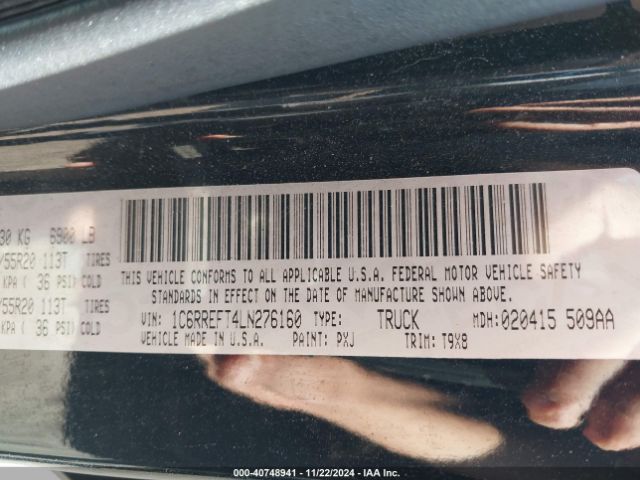 30 KG 6900 LB
/55R20 113T TIRES
KPA ( 36 PSI) COLD
/55R20 113T TIRES
KPA ( 36 PSI) COLD
THIS VEHICLE CONFORMS TO ALL APPLICABLE U.S.A. FEDERAL MOTOR VEHICLE SAFETY
STANDARDS IN EFFECT ON THE DATE OF MANUFACTURE SHOWN ABOVE.
VIN: 1C6RREFT4LN276160 TYPE: TRUCK MDH: 020415 509AA
VEHICLE MADE IN U.S.A. PAINT: PXJ TRIM: T9X8
000-40748941 - 11/22/2024 - IAA Inc.